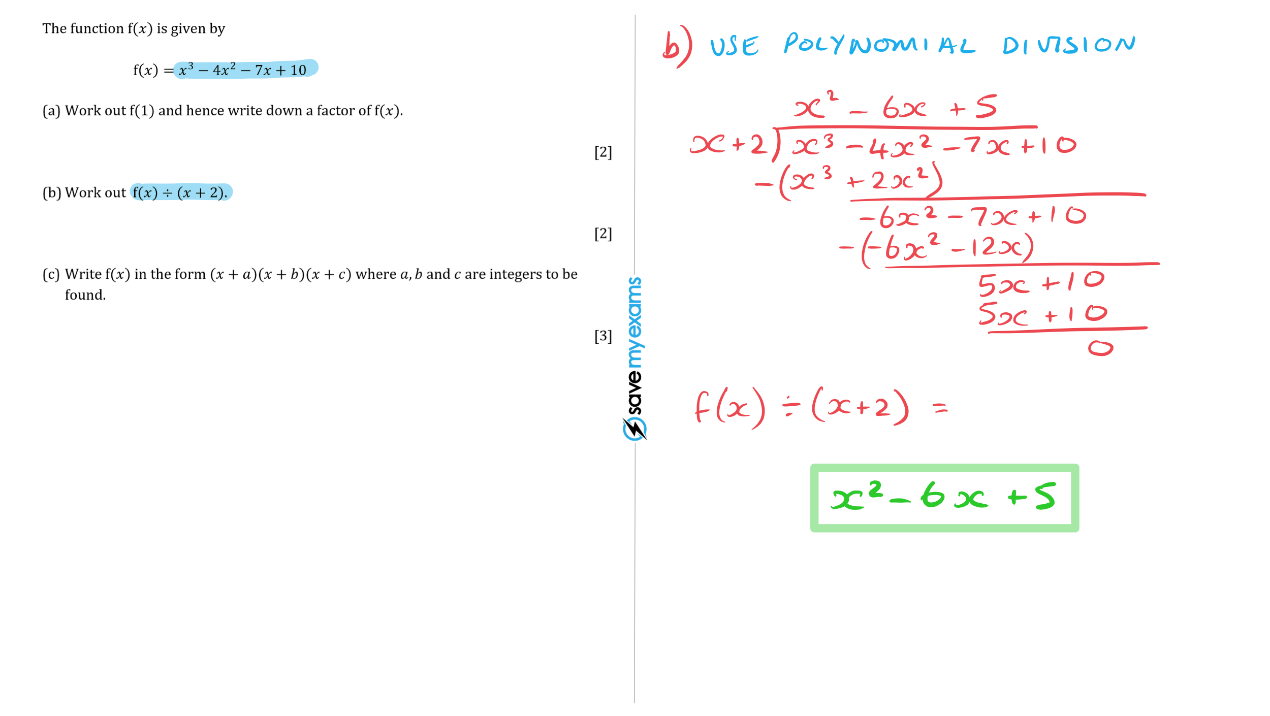 The function f(x) is given by
f(x) = x³ − 4x² − 7x + 10
(a) Work out f(1) and hence write down a factor of f(x).
[2]
(b) Work out f(x) ÷ (x + 2).
[2]
(c) Write f(x) in the form (x + a)(x + b)(x + c) where a, b and c are integers to be
found.
[3]
save my exams
b) USE POLYNOMIAL DIVISION
x² − 6x + 5
x + 2) x³ − 4x² − 7x + 10
−(x³ + 2x²)
−6x² − 7x + 10
−(−6x² − 12x)
5x + 10
5x + 10
0
f(x) ÷ (x+2) =
x² − 6x + 5